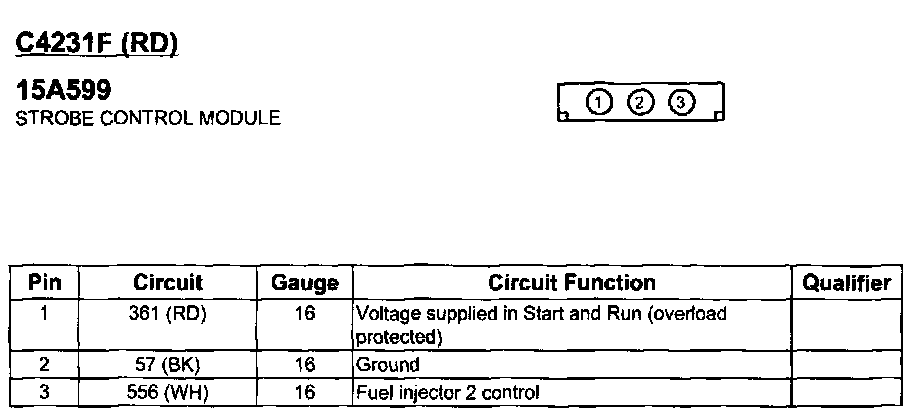 C4231F (RD)
15A599
STROBE CONTROL MODULE
1 2 3
Pin Circuit Gauge Circuit Function Qualifier
1 361 (RD) 16 Voltage supplied in Start and Run (overload
protected)
2 57 (BK) 16 Ground
3 556 (WH) 16 Fuel injector 2 control